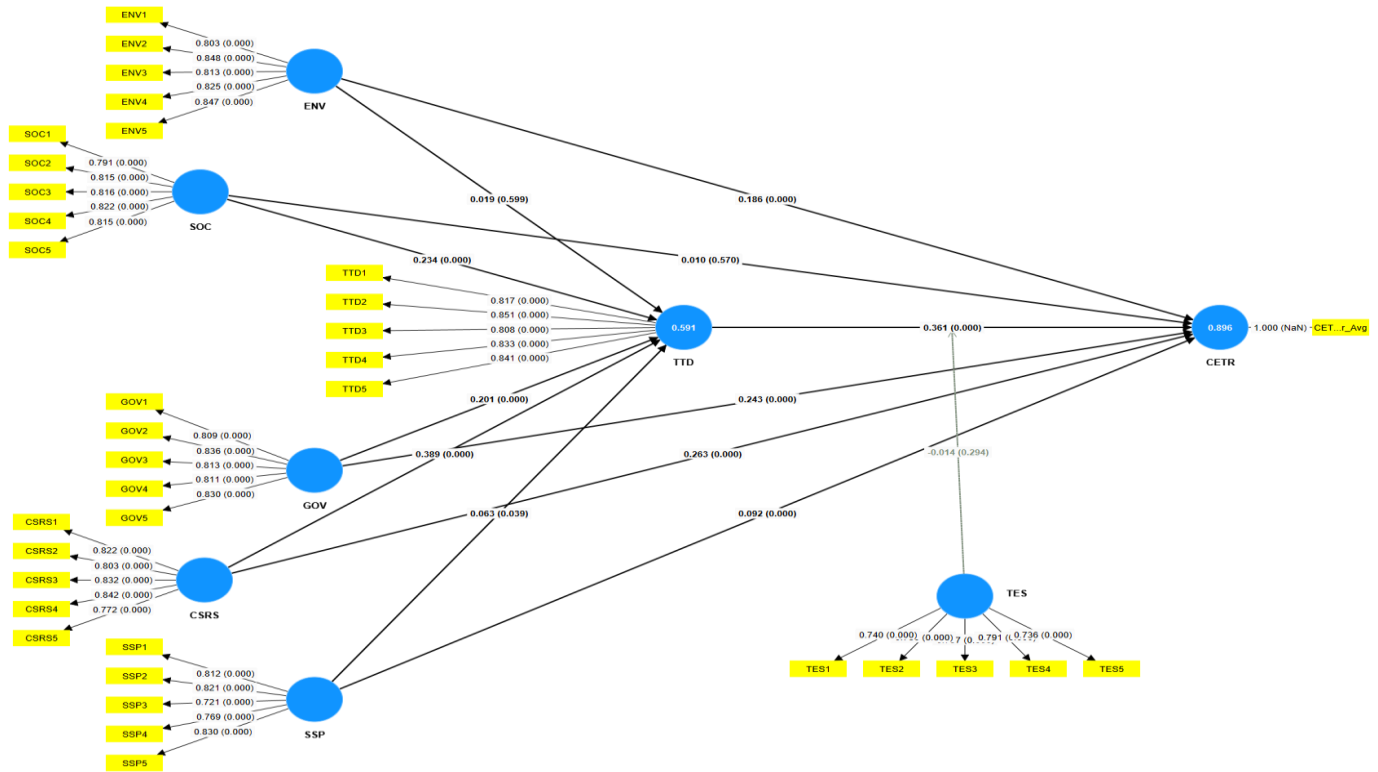 ENV1
ENV2
ENV3
ENV4
ENV5
0.803 (0.000)
0.848 (0.000)
0.813 (0.000)
0.825 (0.000)
0.847 (0.000)
ENV
SOC1
SOC2
SOC3
SOC4
SOC5
0.791 (0.000)
0.815 (0.000)
0.816 (0.000)
0.822 (0.000)
0.815 (0.000)
SOC
0.019 (0.599)
0.186 (0.000)
0.234 (0.000)
0.010 (0.570)
TTD1
TTD2
TTD3
TTD4
TTD5
0.817 (0.000)
0.851 (0.000)
0.808 (0.000)
0.833 (0.000)
0.841 (0.000)
0.591
TTD
0.361 (0.000)
0.896
CETR
1.000 (NaN)
CET...r_Avg
GOV1
GOV2
GOV3
GOV4
GOV5
0.809 (0.000)
0.836 (0.000)
0.813 (0.000)
0.811 (0.000)
0.830 (0.000)
GOV
0.201 (0.000)
0.243 (0.000)
0.389 (0.000)
0.263 (0.000)
-0.014 (0.294)
CSRS1
CSRS2
CSRS3
CSRS4
CSRS5
0.822 (0.000)
0.803 (0.000)
0.832 (0.000)
0.842 (0.000)
0.772 (0.000)
CSRS
0.063 (0.039)
0.092 (0.000)
SSP1
SSP2
SSP3
SSP4
SSP5
0.812 (0.000)
0.821 (0.000)
0.721 (0.000)
0.769 (0.000)
0.830 (0.000)
SSP
TES
0.740 (0.000)
(0.000)
0.791
0.736 (0.000)
TES1
TES2
TES3
TES4
TES5